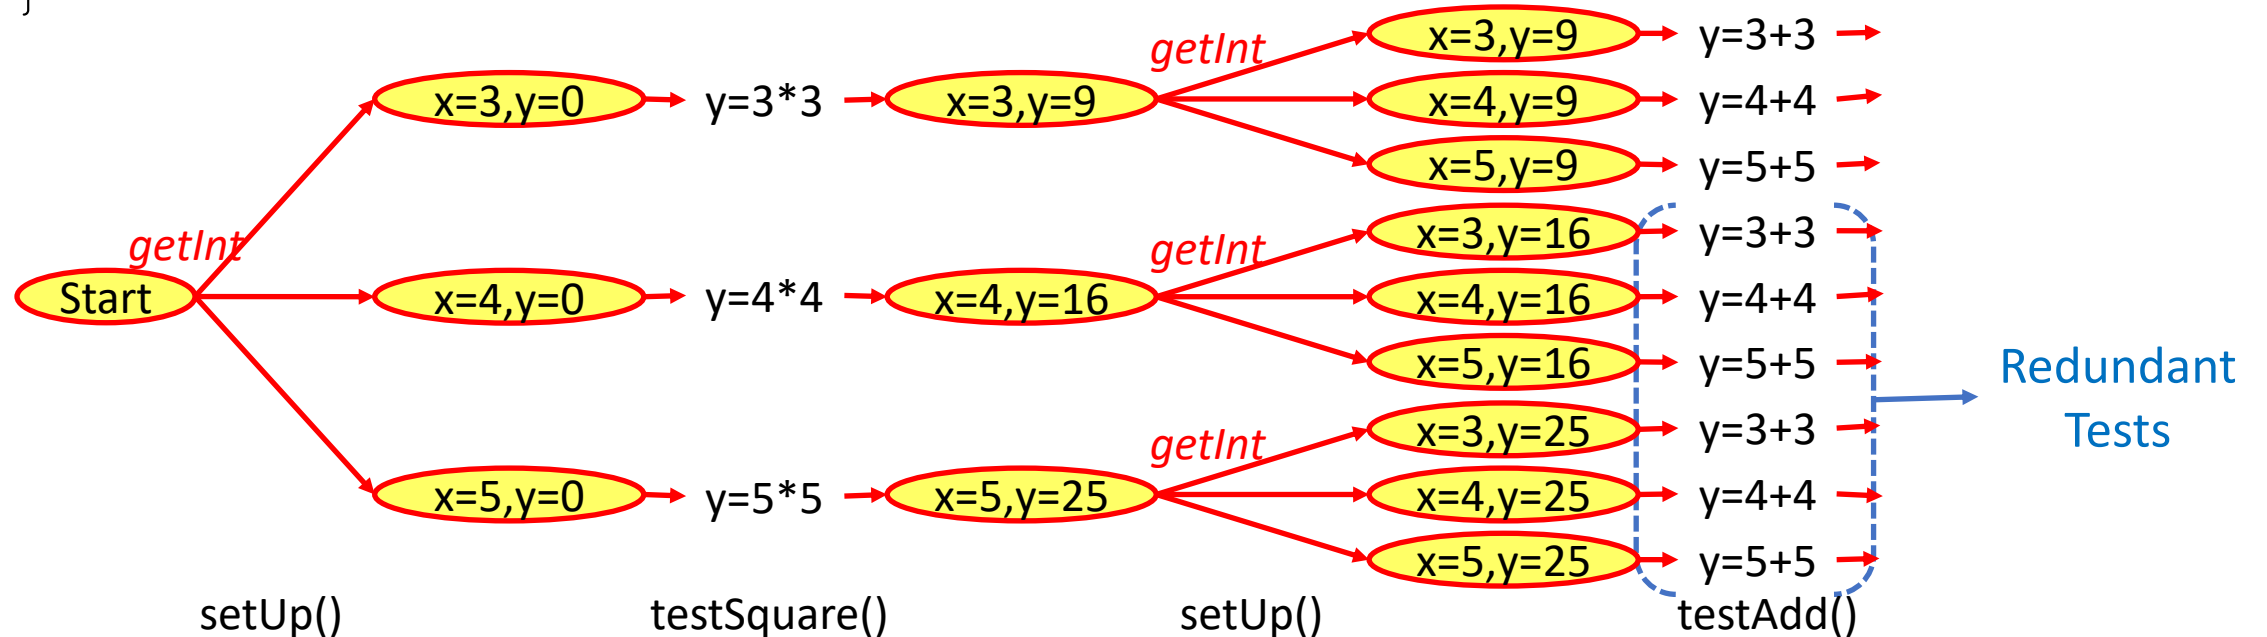 }
getInt
x=3,y=9
y=3+3
x=3,y=0
y=3*3
x=3,y=9
x=4,y=9
y=4+4
x=5,y=9
y=5+5
getInt
getInt
x=3,y=16
y=3+3
Start
x=4,y=0
y=4*4
x=4,y=16
x=4,y=16
y=4+4
x=5,y=16
y=5+5
Redundant
Tests
getInt
x=3,y=25
y=3+3
x=5,y=0
y=5*5
x=5,y=25
x=4,y=25
y=4+4
x=5,y=25
y=5+5
setUp()
testSquare()
setUp()
testAdd()